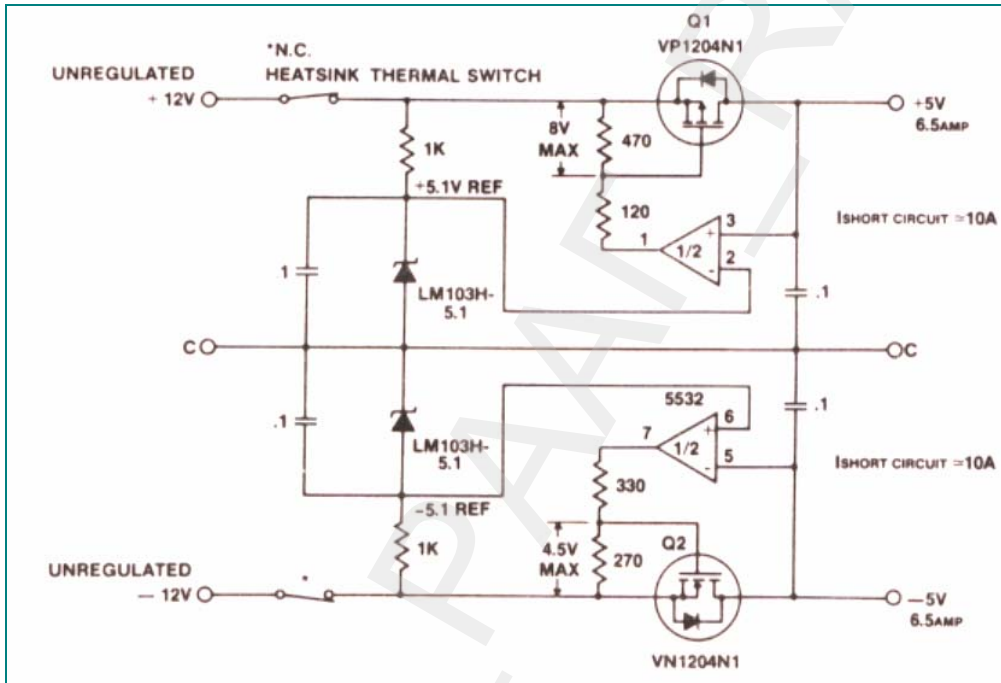 Q1
VP1204N1
*N.C.
HEATSINK THERMAL SWITCH
UNREGULATED
+ 12V
+5V
6.5AMP
8V
MAX
470
1K
+5.1V REF
120
1
3
+
1/2
2
-
ISHORT CIRCUIT ≃10A
.1
LM103H-
5.1
.1
C
C
5532
.1
.1
7
6
+
1/2
5
-
LM103H-
5.1
ISHORT CIRCUIT ≃10A
330
-5.1 REF
1K
4.5V
MAX
270
Q2
UNREGULATED
— 12V
*
—5V
6.5AMP
VN1204N1